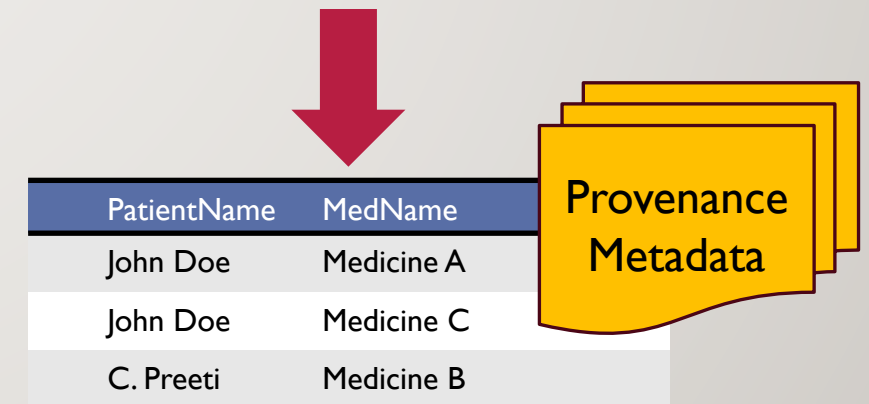 PatientName MedName
John Doe Medicine A
John Doe Medicine C
C. Preeti Medicine B
Provenance
Metadata